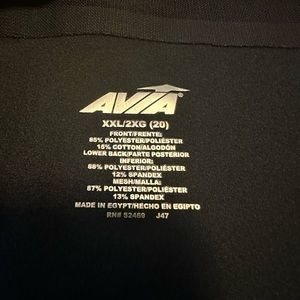 AVIA
XXL/2XG (20)
FRONT/FRENTE:
85% POLYESTER/POLIÉSTER
15% COTTON/ALGODÓN
LOWER BACK/PARTE POSTERIOR
INFERIOR:
88% POLYESTER/POLIÉSTER
12% SPANDEX
MESH/MALLA:
87% POLYESTER/POLIÉSTER
13% SPANDEX
MADE IN EGYPT/HECHO EN EGIPTO
RN# 52469 J47